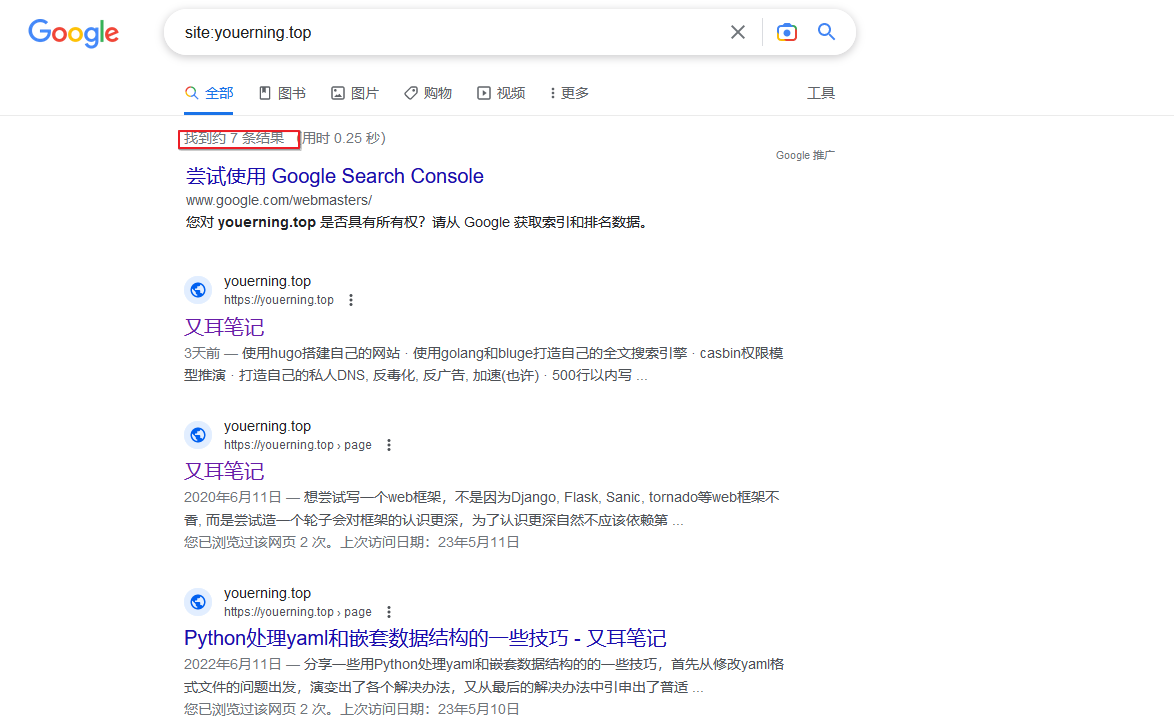 Google
site:youerning.top
全部 图书 图片 购物 视频 更多 工具
找到约 7 条结果 (用时 0.25 秒)
Google 推广
尝试使用 Google Search Console
www.google.com/webmasters/
您对 youerning.top 是否具有所有权？请从 Google 获取索引和排名数据。
youerning.top
https://youerning.top
又耳笔记
3天前 — 使用hugo搭建自己的网站 · 使用golang和bluge打造自己的全文搜索引擎 · casbin权限模
型推演 · 打造自己的私人DNS, 反毒化, 反广告, 加速(也许) · 500行以内写 ...
youerning.top
https://youerning.top › page
又耳笔记
2020年6月11日 — 想尝试写一个web框架，不是因为Django, Flask, Sanic, tornado等web框架不
香, 而是尝试造一个轮子会对框架的认识更深，为了认识更深自然不应该依赖第 ...
您已浏览过该网页 2 次。上次访问日期：23年5月11日
youerning.top
https://youerning.top › page
Python处理yaml和嵌套数据结构的一些技巧 - 又耳笔记
2022年6月11日 — 分享一些用Python处理yaml和嵌套数据结构的的一些技巧，首先从修改yaml格
式文件的问题出发，演变出了各个解决办法，又从最后的解决办法中引申出了普适 ...
您已浏览过该网页 2 次。上次访问日期：23年5月10日